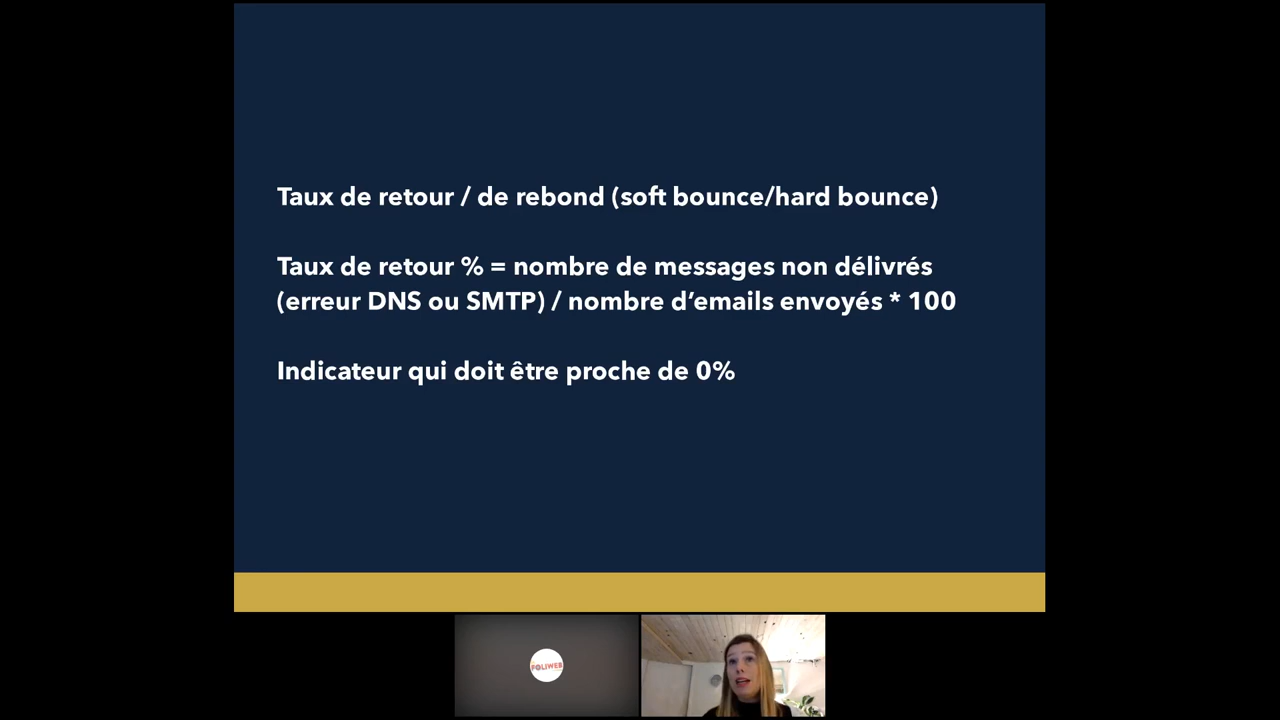 Taux de retour / de rebond (soft bounce/hard bounce)
Taux de retour % = nombre de messages non délivrés
(erreur DNS ou SMTP) / nombre d’emails envoyés * 100
Indicateur qui doit être proche de 0%
FOLIWEB